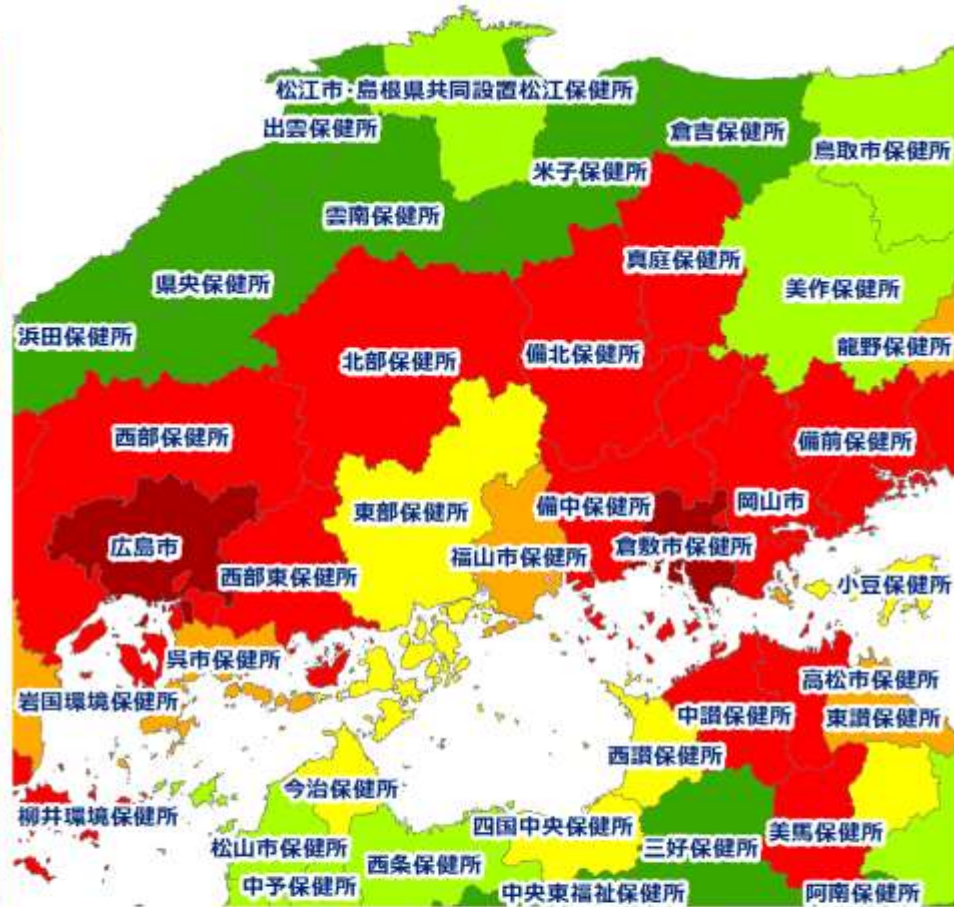 松江市・島根県共同設置松江保健所
出雲保健所
倉吉保健所
鳥取市保健所
米子保健所
雲南保健所
真庭保健所
県央保健所
美作保健所
浜田保健所
龍野保健所
北部保健所
備北保健所
西部保健所
備前保健所
岡山市
東部保健所
備中保健所
広島市
倉敷市保健所
福山市保健所
西部東保健所
小豆保健所
呉市保健所
高松市保健所
岩国環境保健所
中讃保健所
東讃保健所
西讃保健所
今治保健所
柳井環境保健所
四国中央保健所
美馬保健所
松山市保健所
三好保健所
西条保健所
中予保健所
中央東福祉保健所
阿南保健所